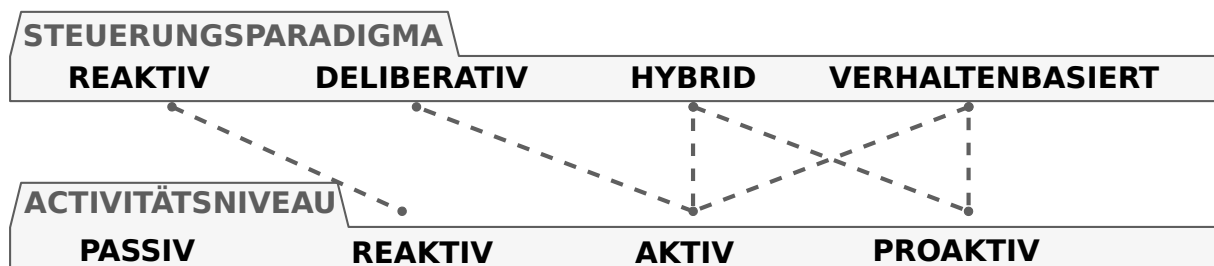 STEUERUNGSPARADIGMA
REAKTIV DELIBERATIV HYBRID VERHALTENBASIERT
ACTIVITÄTSNIVEAU
PASSIV REAKTIV AKTIV PROAKTIV